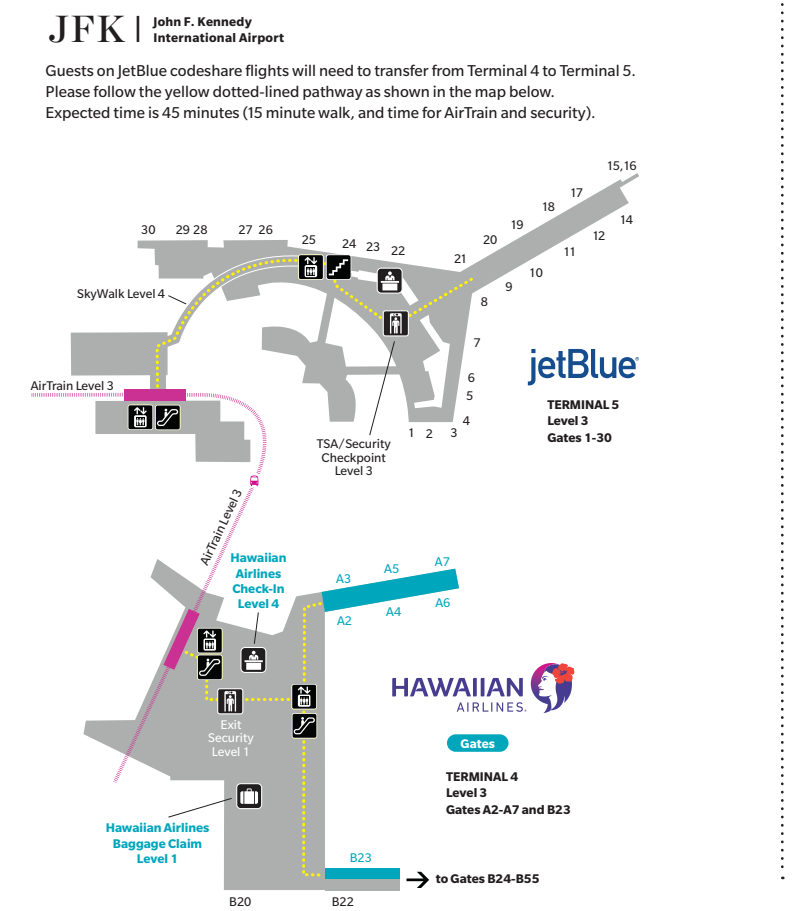 JFK
John F. Kennedy
International Airport
Guests on JetBlue codeshare flights will need to transfer from Terminal 4 to Terminal 5.
Please follow the yellow dotted-lined pathway as shown in the map below.
Expected time is 45 minutes (15 minute walk, and time for AirTrain and security).
15,16
17
14
18
19
12
20
11
30
29 28
27 26
25
24
23
22
21
10
9
8
SkyWalk Level 4
7
jetBlue
AirTrain Level 3
6
5
TERMINAL 5
Level 3
Gates 1-30
4
1
2
3
TSA/Security
Checkpoint
Level 3
AirTrain Level 3
Hawaiian
Airlines
Check-In
Level 4
A3
A5
A7
A2
A4
A6
HAWAIIAN
AIRLINES.
Exit
Security
Level 1
Gates
TERMINAL 4
Level 3
Gates A2-A7 and B23
Hawaiian Airlines
Baggage Claim
Level 1
B23
to Gates B24-B55
B20
B22